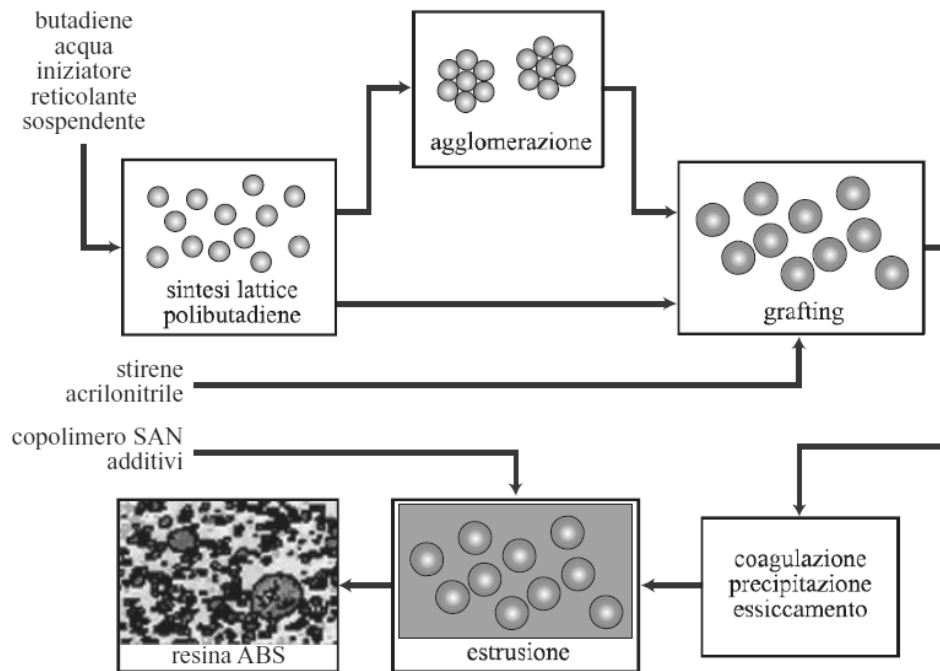 butadiene
acqua
iniziatore
reticolante
sospendente
agglomerazione
sintesi lattice
polibutadiene
grafting
stirene
acrilonitrile
copolimero SAN
additivi
coagulazione
precipitazione
essiccamento
estrusione
resina ABS